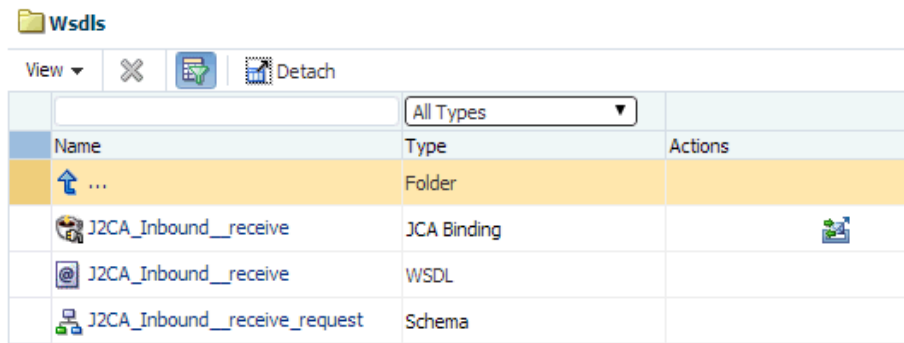 Wsdls
View Detach
All Types
Name Type Actions
... Folder
J2CA_Inbound__receive JCA Binding
J2CA_Inbound__receive WSDL
J2CA_Inbound__receive_request Schema